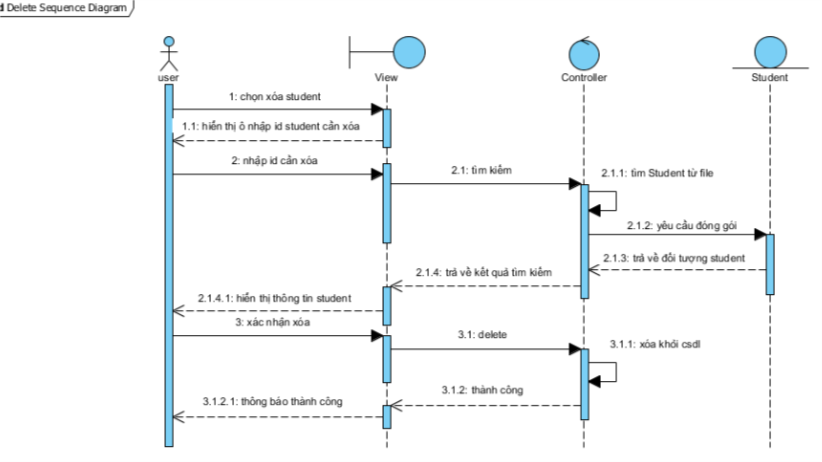 d Delete Sequence Diagram
user
View
Controller
Student
1: chọn xóa student
1.1: hiển thị ô nhập id student cần xóa
2: nhập id cần xóa
2.1: tìm kiếm
2.1.1: tìm Student từ file
2.1.2: yêu cầu đóng gói
2.1.3: trả về đối tượng student
2.1.4: trả về kết quả tìm kiếm
2.1.4.1: hiển thị thông tin student
3: xác nhận xóa
3.1: delete
3.1.1: xóa khỏi csdl
3.1.2: thành công
3.1.2.1: thông báo thành công